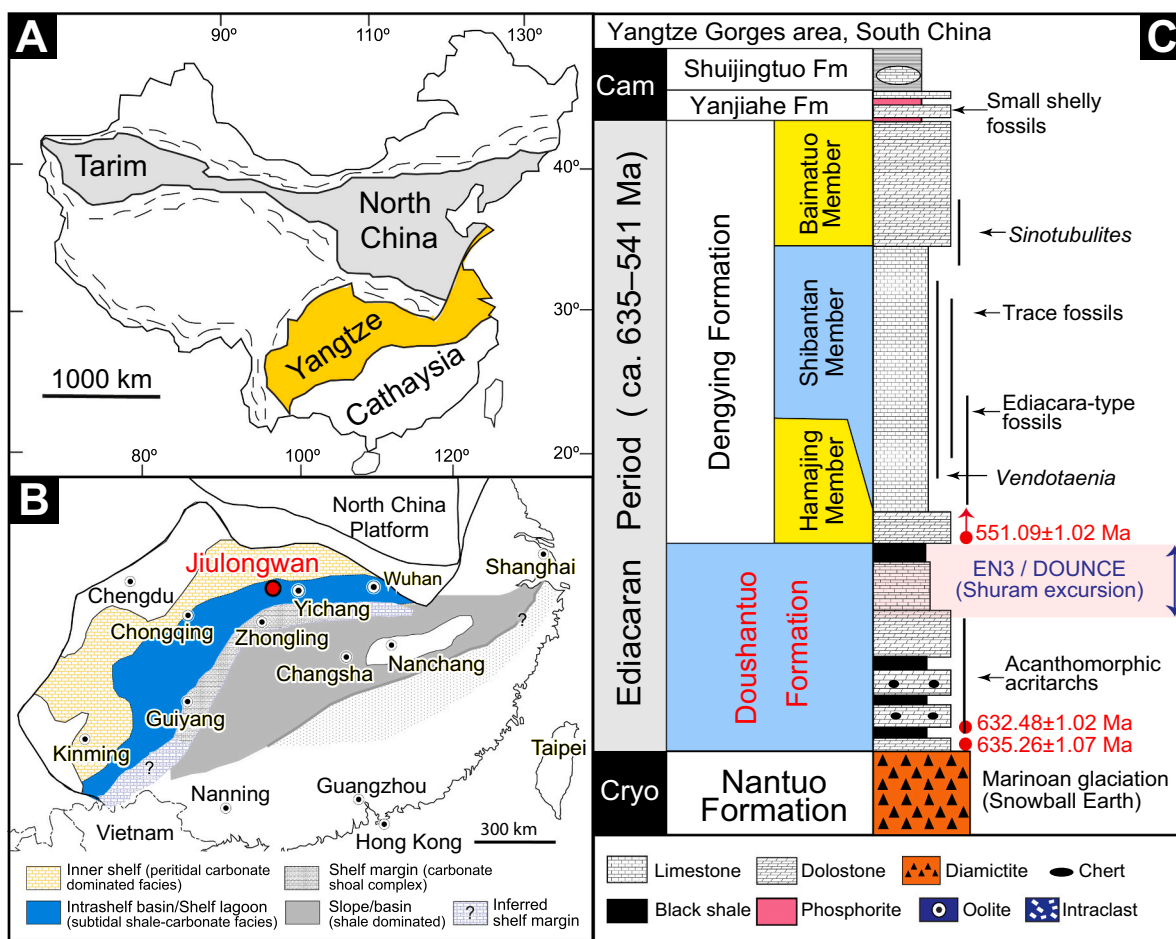 A
90º
110º
130º
Tarim
North
China
Yangtze
Cathaysia
1000 km
40º
30º
20º
80º
100º
120º
B
North China
Platform
Jiulongwan
Chengdu
Chongqing
Yichang
Wuhan
Shanghai
Zhongling
Changsha
Nanchang
?
?
Guiyang
Kinming
?
Nanning
Vietnam
Guangzhou
Hong Kong
Taipei
300 km
Inner shelf (peritidal carbonate
dominated facies)
Shelf margin (carbonate
shoal complex)
Intrashelf basin/Shelf lagoon
(subtidal shale-carbonate facies)
Slope/basin
(shale dominated)
?
Inferred
shelf margin
Yangtze Gorges area, South China
C
Cam
Shuijingtuo Fm
Yanjiahe Fm
Small shelly
fossils
Ediacaran Period ( ca. 635–541 Ma)
Dengying Formation
Baimatuo
Member
Shibantan
Member
Hamajing
Member
Sinotubulites
Trace fossils
Ediacara-type
fossils
Vendotaenia
551.09±1.02 Ma
EN3 / DOUNCE
(Shuram excursion)
Doushantuo
Formation
Acanthomorphic
acritarchs
632.48±1.02 Ma
635.26±1.07 Ma
Cryo
Nantuo
Formation
Marinoan glaciation
(Snowball Earth)
Limestone
Dolostone
Diamictite
Chert
Black shale
Phosphorite
Oolite
Intraclast